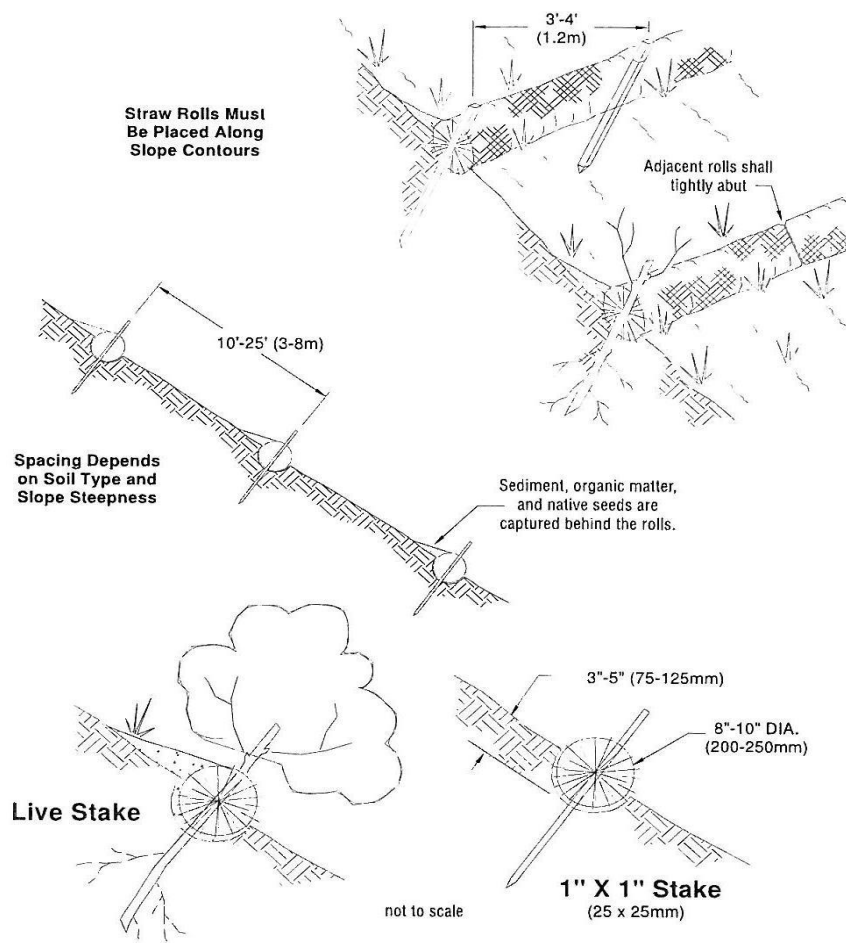 3'-4'
(1.2m)
Straw Rolls Must
Be Placed Along
Slope Contours
Adjacent rolls shall
tightly abut
10'-25' (3-8m)
Spacing Depends
on Soil Type and
Slope Steepness
Sediment, organic matter,
and native seeds are
captured behind the rolls.
3"-5" (75-125mm)
8"-10" DIA.
(200-250mm)
Live Stake
1" X 1" Stake
(25 x 25mm)
not to scale